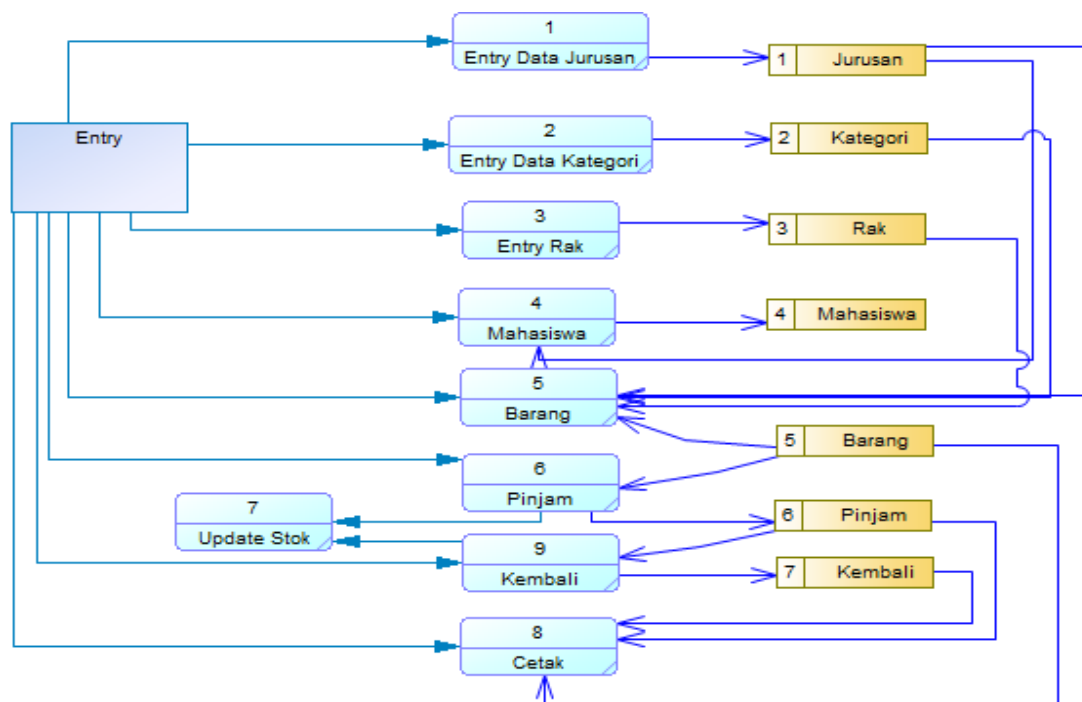 1
Entry Data Jurusan
1 Jurusan
Entry
2
Entry Data Kategori
2 Kategori
3
Entry Rak
3 Rak
4
Mahasiswa
4 Mahasiswa
5
Barang
5 Barang
6
Pinjam
6 Pinjam
7
Update Stok
9
Kembali
7 Kembali
8
Cetak